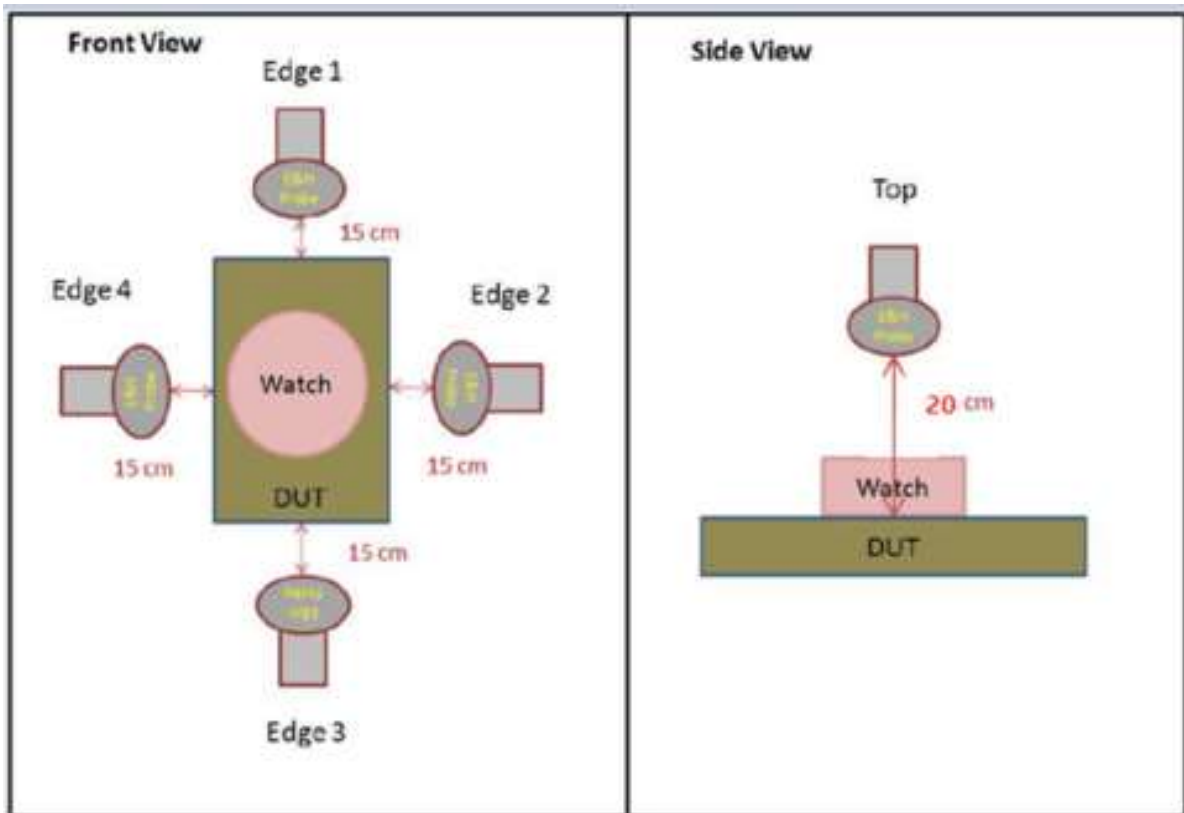 Front View
Edge 1
15 cm
Edge 4
Edge 2
Watch
15 cm
15 cm
DUT
15 cm
Edge 3
Side View
Top
20 cm
Watch
DUT